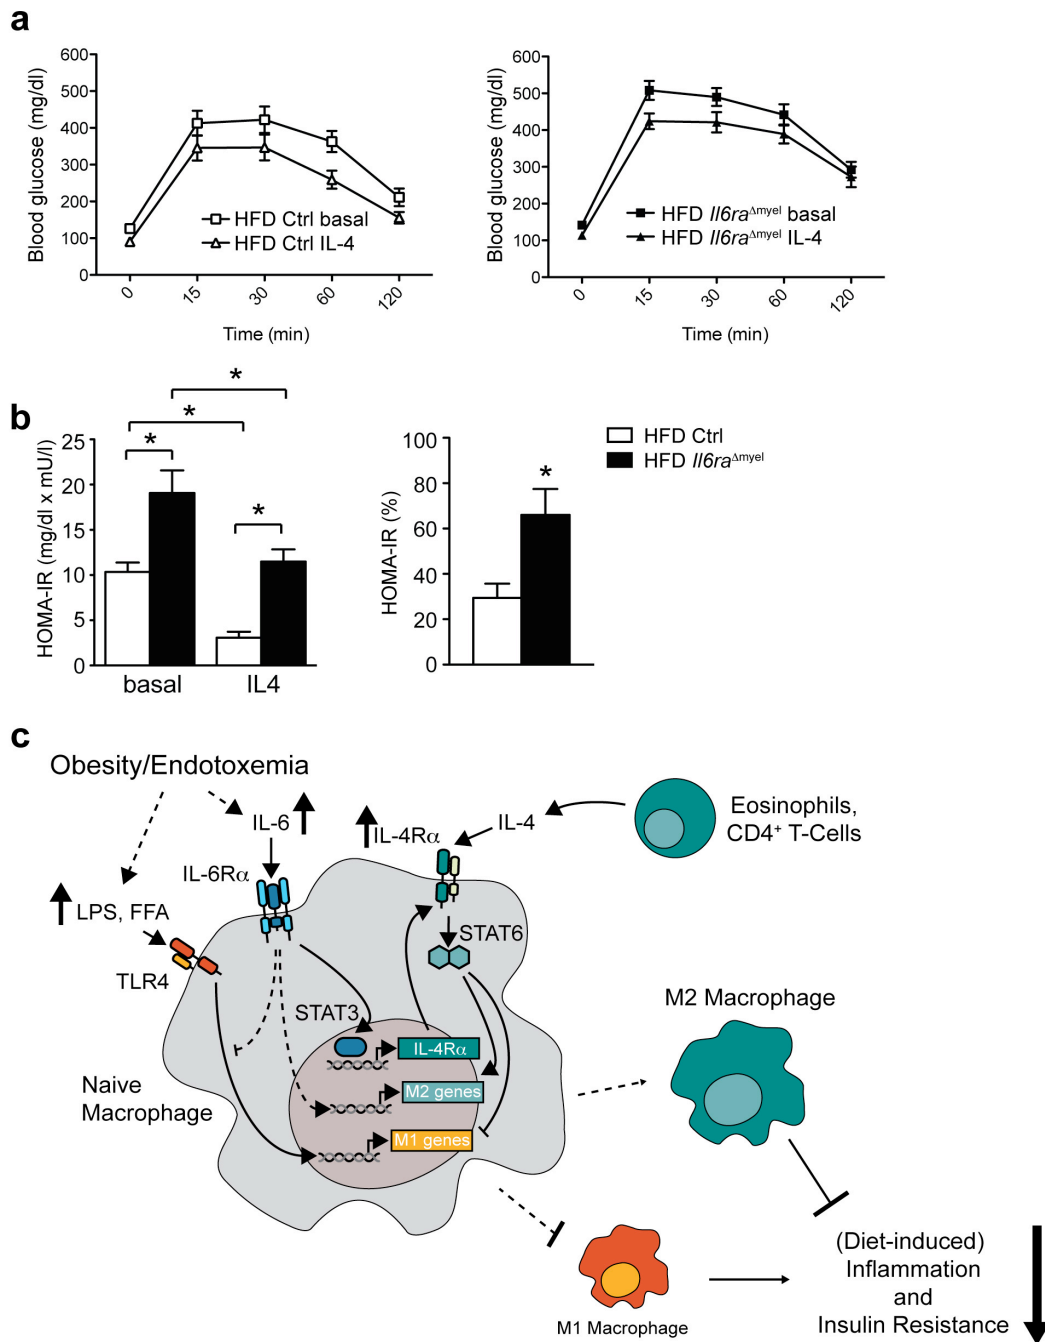 a
600
500
400
300
200
100
0
Blood glucose (mg/dl)
HFD Ctrl basal
HFD Ctrl IL-4
0
15
30
60
120
Time (min)
600
500
400
300
200
100
0
Blood glucose (mg/dl)
HFD Il6raΔmyel basal
HFD Il6raΔmyel IL-4
0
15
30
60
120
Time (min)
b
*
*
*
*
25
20
15
10
5
0
HOMA-IR (mg/dl x mU/l)
basal
IL4
100
80
60
40
20
0
HOMA-IR (%)
*
HFD Ctrl
HFD Il6raΔmyel
c
Obesity/Endotoxemia
IL-6
IL-4Rα
IL-4
Eosinophils,
CD4+ T-Cells
IL-6Rα
LPS, FFA
STAT6
TLR4
STAT3
M2 Macrophage
IL-4Rα
Naive
Macrophage
M2 genes
M1 genes
(Diet-induced)
Inflammation
and
Insulin Resistance
M1 Macrophage